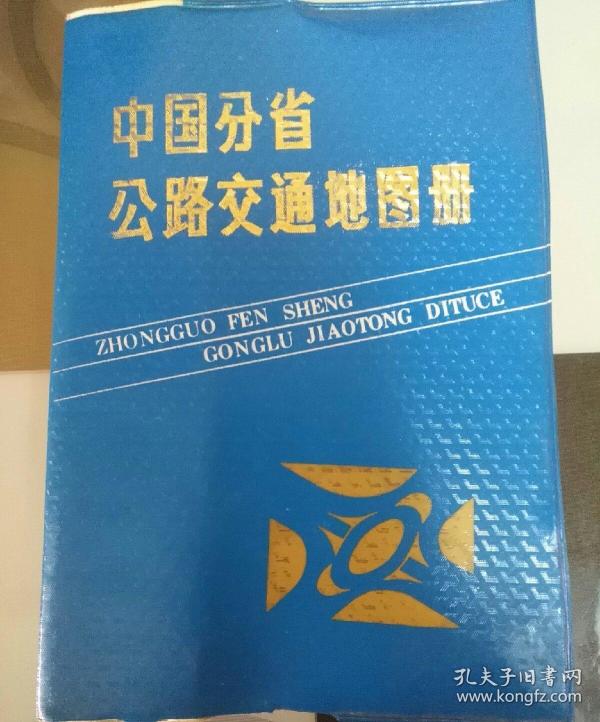 中国分省
公路交通地图册
ZHONGGUO FEN SHENG
GONGLU JIAOTONG DITUCE
孔夫子旧书网
www.kongfz.com